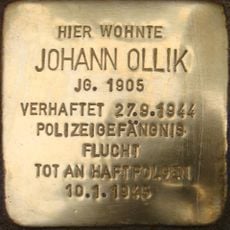 HIER WOHNTE
JOHANN OLLIK
JG. 1905
VERHAFTET 27.9.1944
POLIZEIGEFÄNGNIS
FLUCHT
TOT AN HAFTFOLGEN
10.1.1945